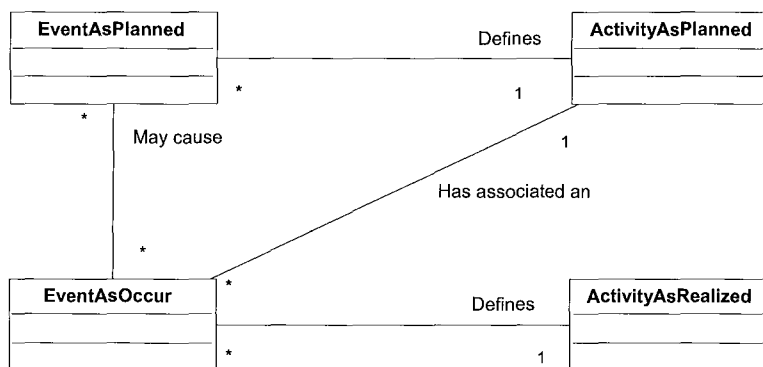 EventAsPlanned
Defines
ActivityAsPlanned
*
1
*
May cause
1
Has associated an
*
EventAsOccur
*
Defines
ActivityAsRealized
*
1